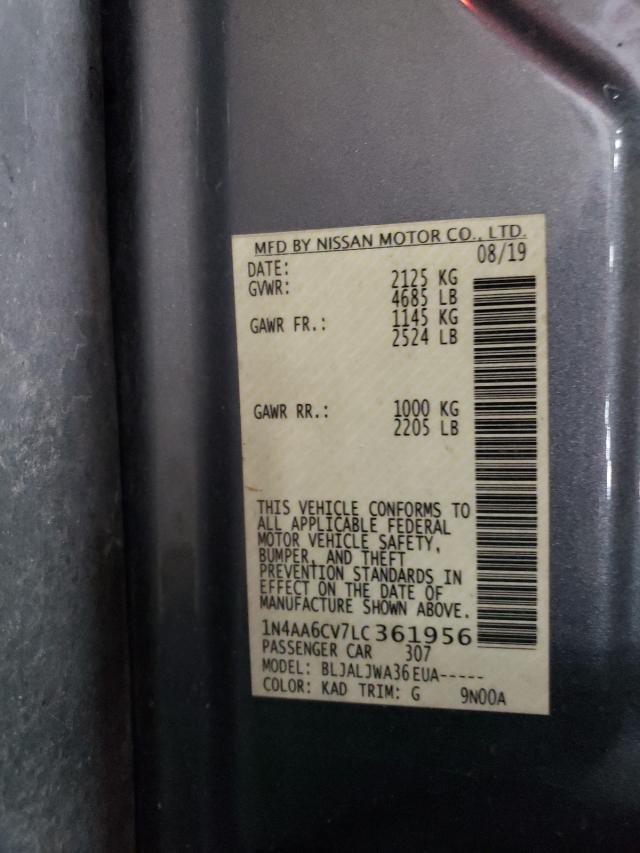 MFD BY NISSAN MOTOR CO., LTD.
DATE: 08/19
GVWR: 2125 KG
4685 LB
GAWR FR.: 1145 KG
2524 LB
GAWR RR.: 1000 KG
2205 LB
THIS VEHICLE CONFORMS TO
ALL APPLICABLE FEDERAL
MOTOR VEHICLE SAFETY,
BUMPER, AND THEFT
PREVENTION STANDARDS IN
EFFECT ON THE DATE OF
MANUFACTURE SHOWN ABOVE.
1N4AA6CV7LC361956
PASSENGER CAR 307
MODEL: BLJALJWA36EUA-----
COLOR: KAD TRIM: G 9N00A